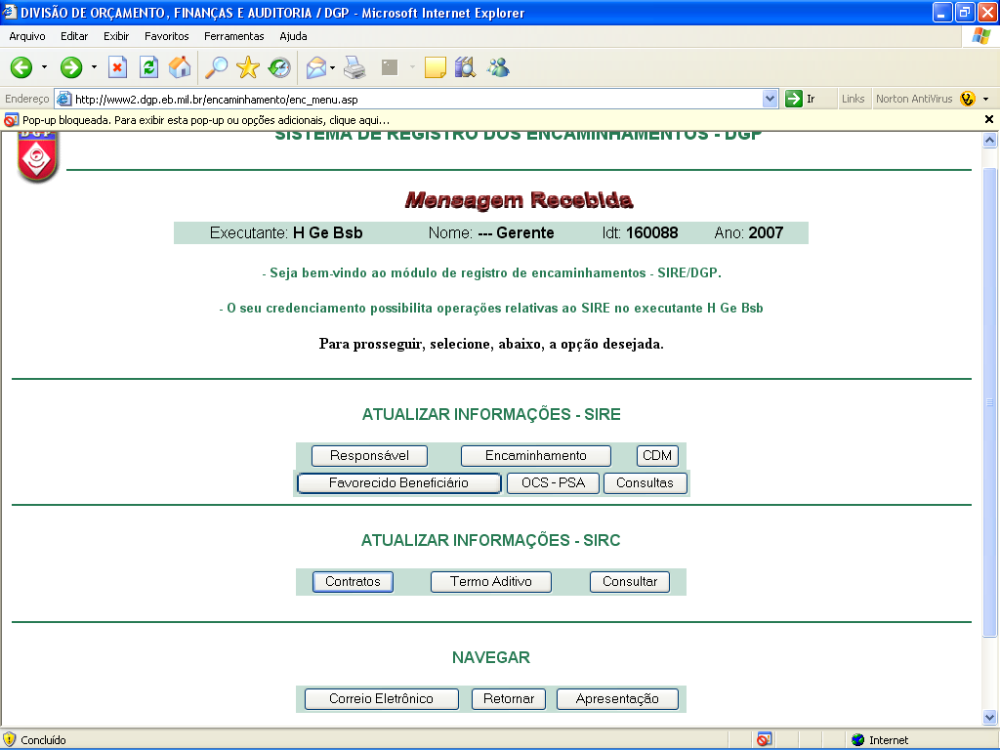 DIVISÃO DE ORÇAMENTO, FINANÇAS E AUDITORIA / DGP - Microsoft Internet Explorer
Arquivo Editar Exibir Favoritos Ferramentas Ajuda
Endereço http://www2.dgp.eb.mil.br/encaminhamento/enc_menu.asp Ir Links Norton AntiVirus
Pop-up bloqueada. Para exibir esta pop-up ou opções adicionais, clique aqui...
DGP
SISTEMA DE REGISTRO DOS ENCAMINHAMENTOS - DGP
Mensagem Recebida
Executante: H Ge Bsb Nome: --- Gerente Idt: 160088 Ano: 2007
- Seja bem-vindo ao módulo de registro de encaminhamentos - SIRE/DGP.
- O seu credenciamento possibilita operações relativas ao SIRE no executante H Ge Bsb
Para prosseguir, selecione, abaixo, a opção desejada.
ATUALIZAR INFORMAÇÕES - SIRE
Responsável Encaminhamento CDM
Favorecido Beneficiário OCS - PSA Consultas
ATUALIZAR INFORMAÇÕES - SIRC
Contratos Termo Aditivo Consultar
NAVEGAR
Correio Eletrônico Retornar Apresentação
Concluído Internet